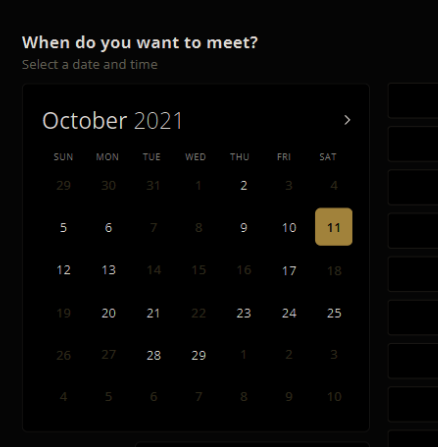 When do you want to meet?
Select a date and time
October 2021
SUN MON TUE WED THU FRI SAT
29 30 31 1 2 3 4
5 6 7 8 9 10 11
12 13 14 15 16 17 18
19 20 21 22 23 24 25
26 27 28 29 1 2 3
4 5 6 7 8 9 10